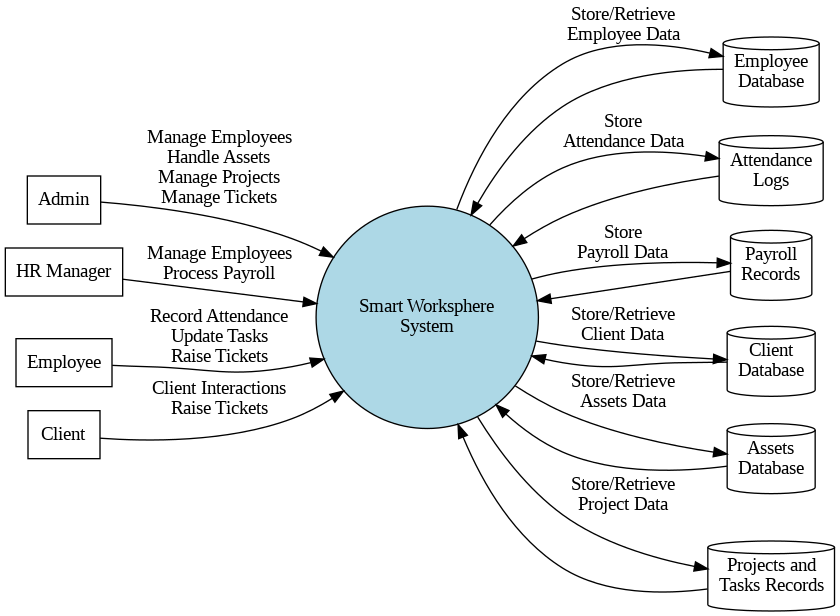 Store/Retrieve
Employee Data
Employee
Database
Store
Attendance Data
Attendance
Logs
Manage Employees
Handle Assets
Manage Projects
Manage Tickets
Admin
Store
Payroll Data
Payroll
Records
Manage Employees
Process Payroll
HR Manager
Smart Worksphere
System
Record Attendance
Update Tasks
Raise Tickets
Employee
Store/Retrieve
Client Data
Client
Database
Client Interactions
Raise Tickets
Client
Store/Retrieve
Assets Data
Assets
Database
Store/Retrieve
Project Data
Projects and
Tasks Records